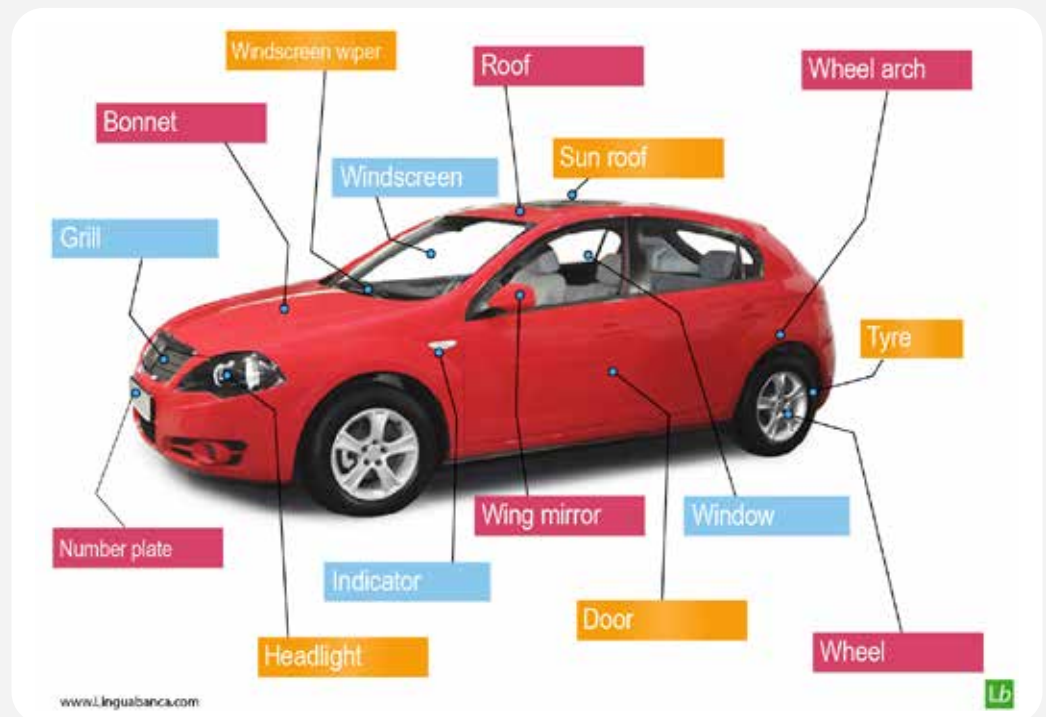 Windscreen wiper
Roof
Wheel arch
Bonnet
Sun roof
Windscreen
Grill
Tyre
Wing mirror
Window
Number plate
Indicator
Door
Headlight
Wheel
www.Linguabanca.com
Lb